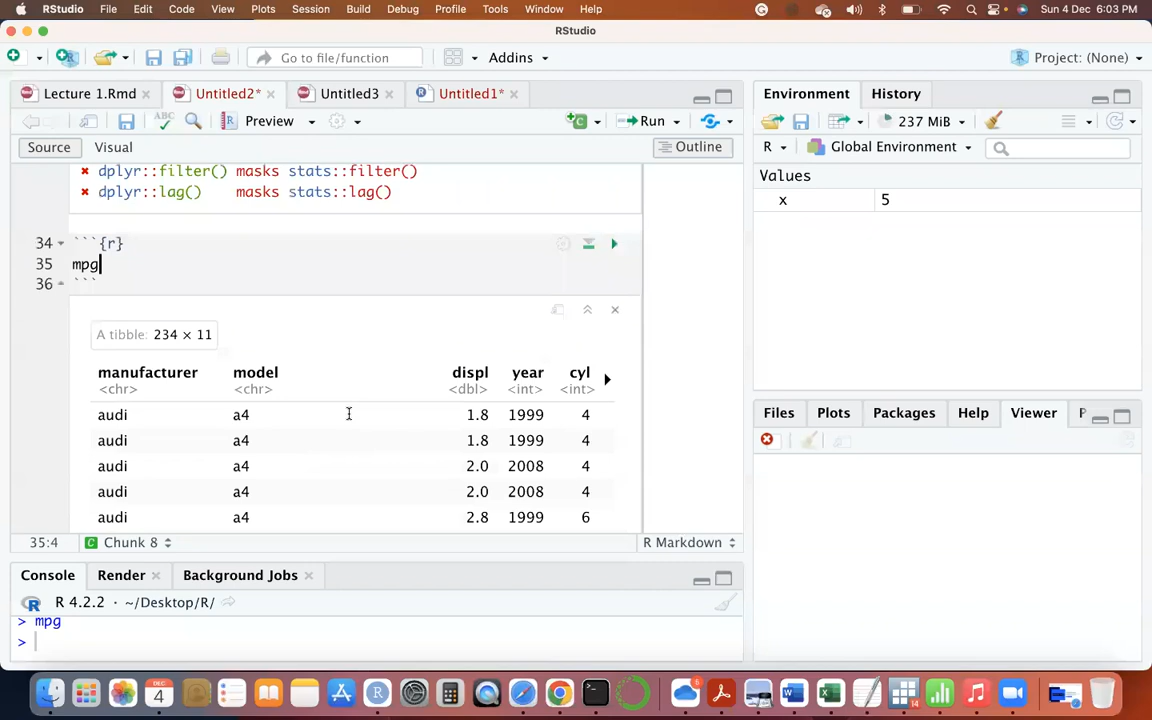 RStudio File Edit Code View Plots Session Build Debug Profile Tools Window Help Sun 4 Dec 6:03 PM
RStudio
Go to file/function Addins Project: (None)
Lecture 1.Rmd Untitled2* Untitled3 Untitled1*
ABC Preview Run
Source Visual Outline
✖ dplyr::filter() masks stats::filter()
✖ dplyr::lag() masks stats::lag()
34 ```{r}
35 mpg
36 ```
A tibble: 234 × 11
manufacturer model displ year cyl
<chr> <chr> <dbl> <int> <int>
audi a4 1.8 1999 4
audi a4 1.8 1999 4
audi a4 2.0 2008 4
audi a4 2.0 2008 4
audi a4 2.8 1999 6
35:4 C Chunk 8 R Markdown
Console Render Background Jobs
R 4.2.2 · ~/Desktop/R/
> mpg
>
Environment History
237 MiB
R Global Environment
Values
x 5
Files Plots Packages Help Viewer P
DEC
4